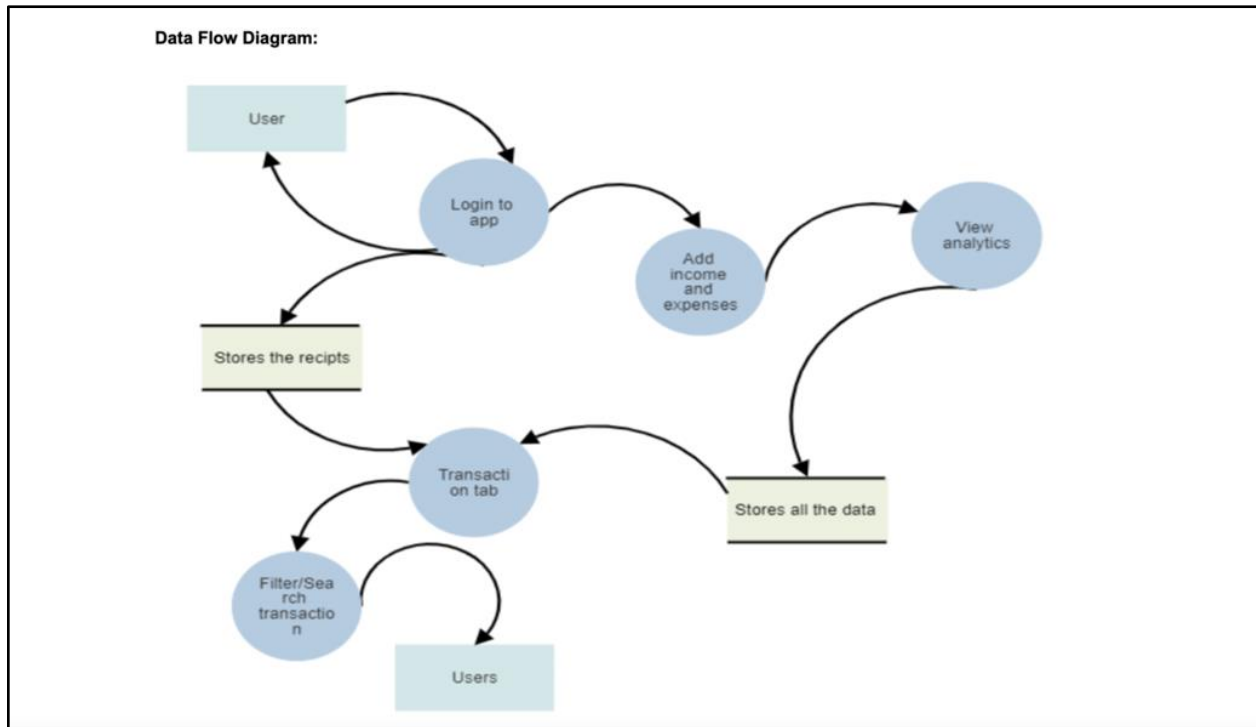 Data Flow Diagram:
User
Login to
app
View
analytics
Add
income
and
expenses
Stores the recipts
Transacti
on tab
Stores all the data
Filter/Sea
rch
transactio
n
Users